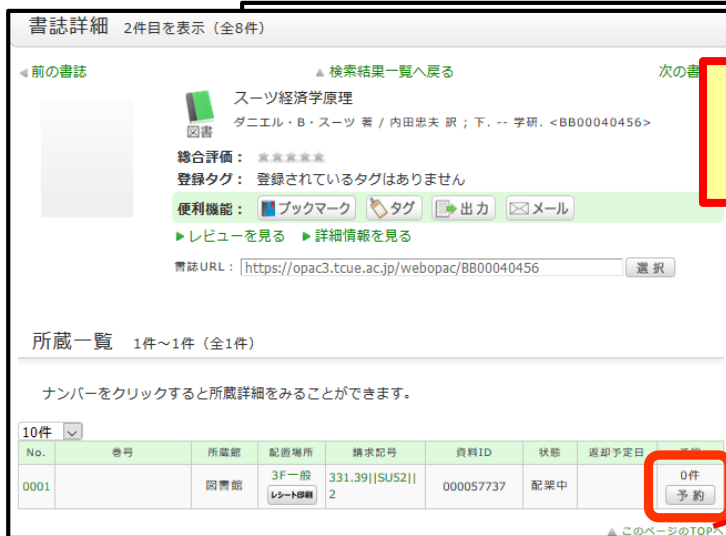 書誌詳細 2件目を表示（全8件）
前の書誌 ▲ 検索結果一覧へ戻る 次の書
スーツ経済学原理
図書 ダニエル・B・スーツ 著 / 内田忠夫 訳 ; 下. -- 学研. <BB00040456>
総合評価： ★★★★★
登録タグ： 登録されているタグはありません
便利機能： ブックマーク タグ 出力 メール
▶レビューを見る ▶詳細情報を見る
書誌URL： https://opac3.tcue.ac.jp/webopac/BB00040456 選択
所蔵一覧 1件～1件（全1件）
ナンバーをクリックすると所蔵詳細をみることができます。
10件
No. 巻号 所蔵館 配置場所 請求記号 資料ID 状態 返却予定日
0001 図書館 3F一般 レシート印刷 331.39||SU52||2 000057737 配架中 0件 予約
▲ このページのTOPへ